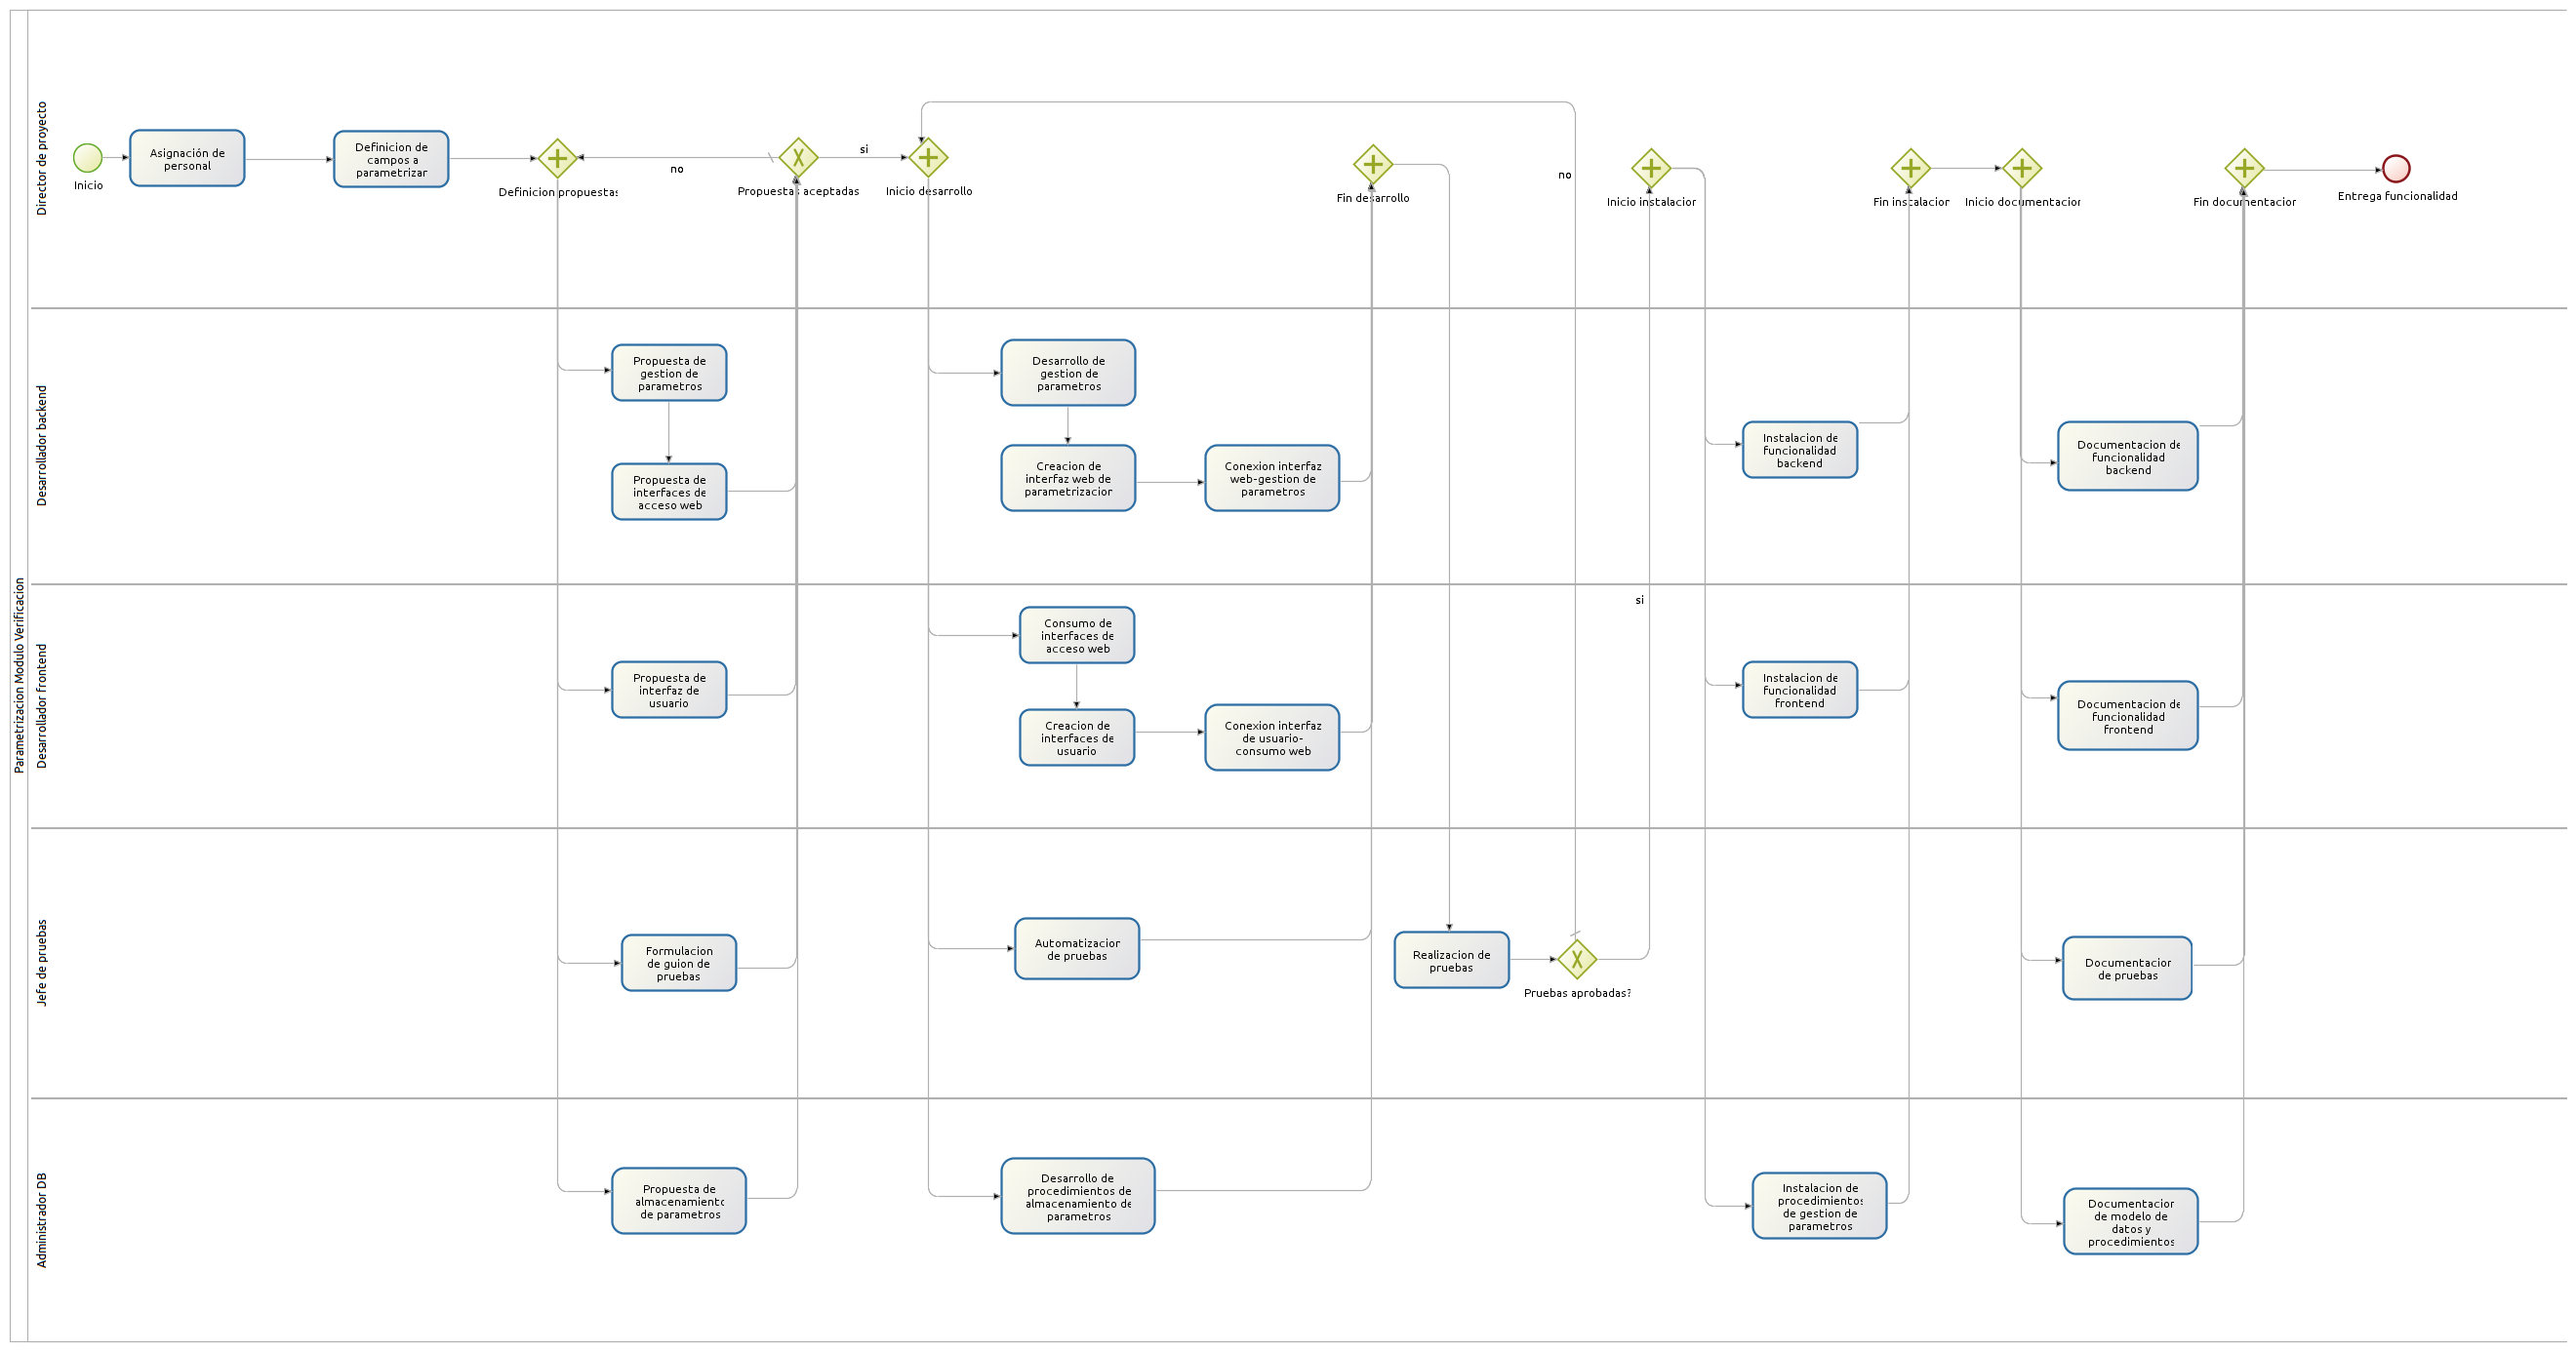 Parametrizacion Modulo Verificacion
Director de proyecto
Inicio
Asignación de
personal
Definicion de
campos a
parametrizar
Definicion propuestas
no
Propuestas aceptadas
si
Inicio desarrollo
Fin desarrollo
no
Inicio instalacion
Fin instalacion
Inicio documentacion
Fin documentacion
Entrega funcionalidad
Desarrollador backend
Propuesta de
gestion de
parametros
Propuesta de
interfaces de
acceso web
Desarrollo de
gestion de
parametros
Creacion de
interfaz web de
parametrizacion
Conexion interfaz
web-gestion de
parametros
Instalacion de
funcionalidad
backend
Documentacion de
funcionalidad
backend
Desarrollador frontend
Propuesta de
interfaz de
usuario
Consumo de
interfaces de
acceso web
Creacion de
interfaces de
usuario
Conexion interfaz
de usuario-
consumo web
si
Instalacion de
funcionalidad
frontend
Documentacion de
funcionalidad
frontend
Jefe de pruebas
Formulacion
de guion de
pruebas
Automatizacion
de pruebas
Realizacion de
pruebas
Pruebas aprobadas?
Documentacion
de pruebas
Administrador DB
Propuesta de
almacenamiento
de parametros
Desarrollo de
procedimientos de
almacenamiento de
parametros
Instalacion de
procedimientos
de gestion de
parametros
Documentacion
de modelo de
datos y
procedimientos